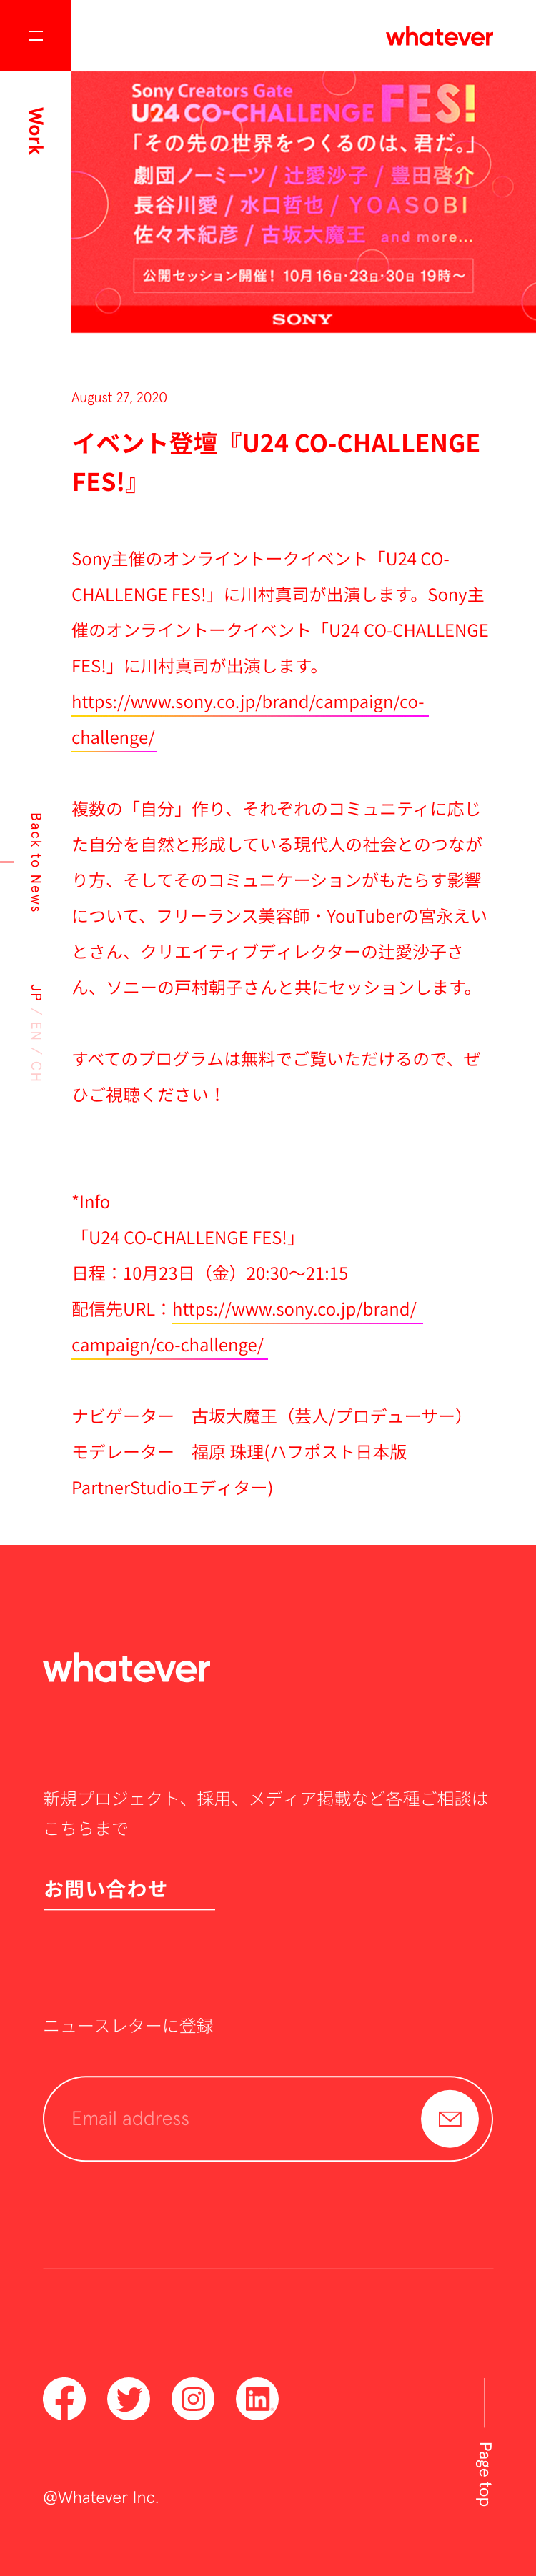 whatever
Work
Sony Creators Gate
U24 CO-CHALLENGE FES!
「その先の世界をつくるのは、君だ。」
劇団ノーミーツ / 辻愛沙子 / 豊田啓介
長谷川愛 / 水口哲也 / YOASOBI
佐々木紀彦 / 古坂大魔王 and more...
公開セッション開催！ 10月16日・23日・30日 19時〜
SONY
August 27, 2020
イベント登壇『U24 CO-CHALLENGE
FES!』
Sony主催のオンライントークイベント「U24 CO-
CHALLENGE FES!」に川村真司が出演します。Sony主
催のオンライントークイベント「U24 CO-CHALLENGE
FES!」に川村真司が出演します。
https://www.sony.co.jp/brand/campaign/co-
challenge/
複数の「自分」作り、それぞれのコミュニティに応じ
た自分を自然と形成している現代人の社会とのつなが
り方、そしてそのコミュニケーションがもたらす影響
について、フリーランス美容師・YouTuberの宮永えい
とさん、クリエイティブディレクターの辻愛沙子さ
ん、ソニーの戸村朝子さんと共にセッションします。
Back to News
JP / EN / CH
すべてのプログラムは無料でご覧いただけるので、ぜ
ひご視聴ください！
*Info
「U24 CO-CHALLENGE FES!」
日程：10月23日（金）20:30〜21:15
配信先URL：https://www.sony.co.jp/brand/
campaign/co-challenge/
ナビゲーター　古坂大魔王（芸人/プロデューサー）
モデレーター　福原 珠理(ハフポスト日本版
PartnerStudioエディター)
whatever
新規プロジェクト、採用、メディア掲載など各種ご相談は
こちらまで
お問い合わせ
ニュースレターに登録
Email address
Page top
@Whatever Inc.